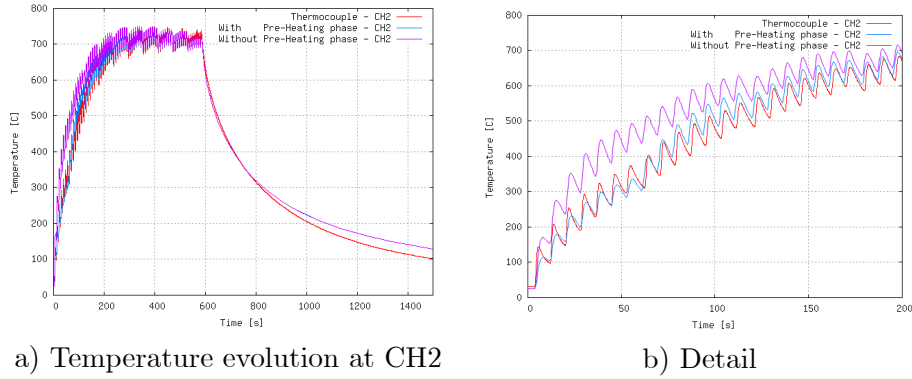 Thermocouple - CH2
With Pre-Heating phase - CH2
Without Pre-Heating phase - CH2
800
700
600
500
400
300
200
100
0
Temperature [C]
0 200 400 600 800 1000 1200 1400
Time [s]
a) Temperature evolution at CH2
Thermocouple - CH2
With Pre-Heating phase - CH2
Without Pre-Heating phase - CH2
800
700
600
500
400
300
200
100
0
Temperature [C]
0 50 100 150 200
Time [s]
b) Detail